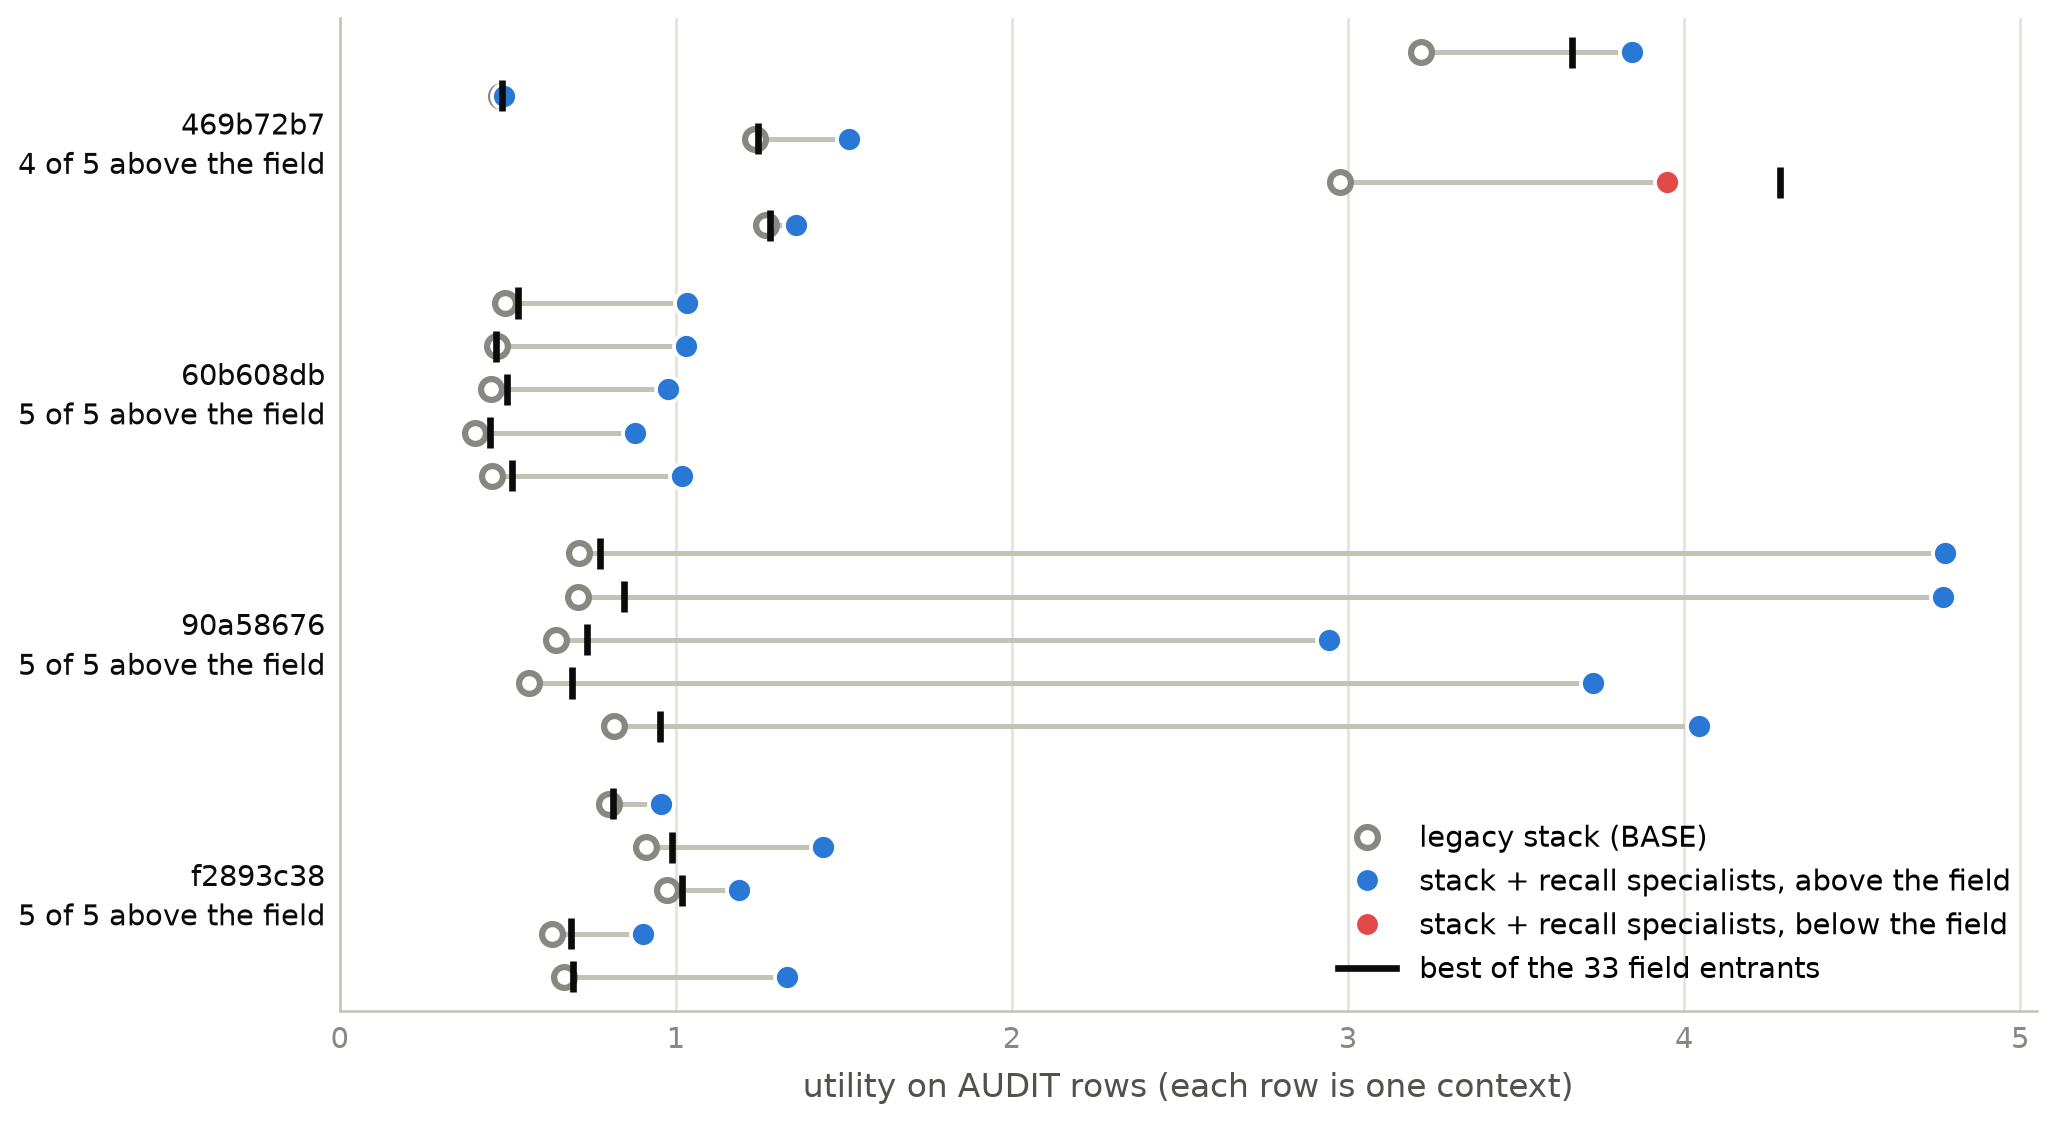 469b72b7
4 of 5 above the field
60b608db
5 of 5 above the field
90a58676
5 of 5 above the field
f2893c38
5 of 5 above the field
legacy stack (BASE)
stack + recall specialists, above the field
stack + recall specialists, below the field
best of the 33 field entrants
0 1 2 3 4 5
utility on AUDIT rows (each row is one context)